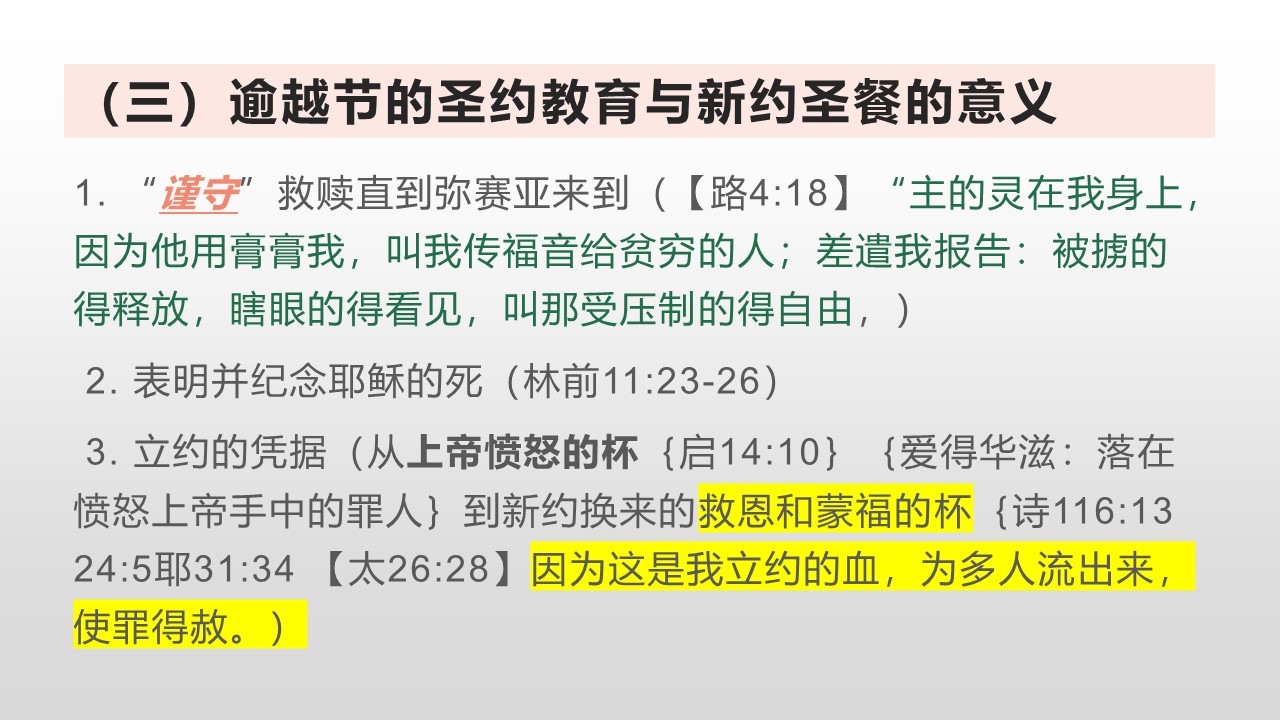 （三）逾越节的圣约教育与新约圣餐的意义
1. “谨守”救赎直到弥赛亚来到（【路4:18】“主的灵在我身上，
因为他用膏膏我，叫我传福音给贫穷的人；差遣我报告：被掳的
得释放，瞎眼的得看见，叫那受压制的得自由，）
2. 表明并纪念耶稣的死（林前11:23-26）
3. 立约的凭据（从上帝愤怒的杯｛启14:10｝｛爱得华滋：落在
愤怒上帝手中的罪人｝到新约换来的救恩和蒙福的杯｛诗116:13
24:5耶31:34 【太26:28】因为这是我立约的血，为多人流出来，
使罪得赦。）